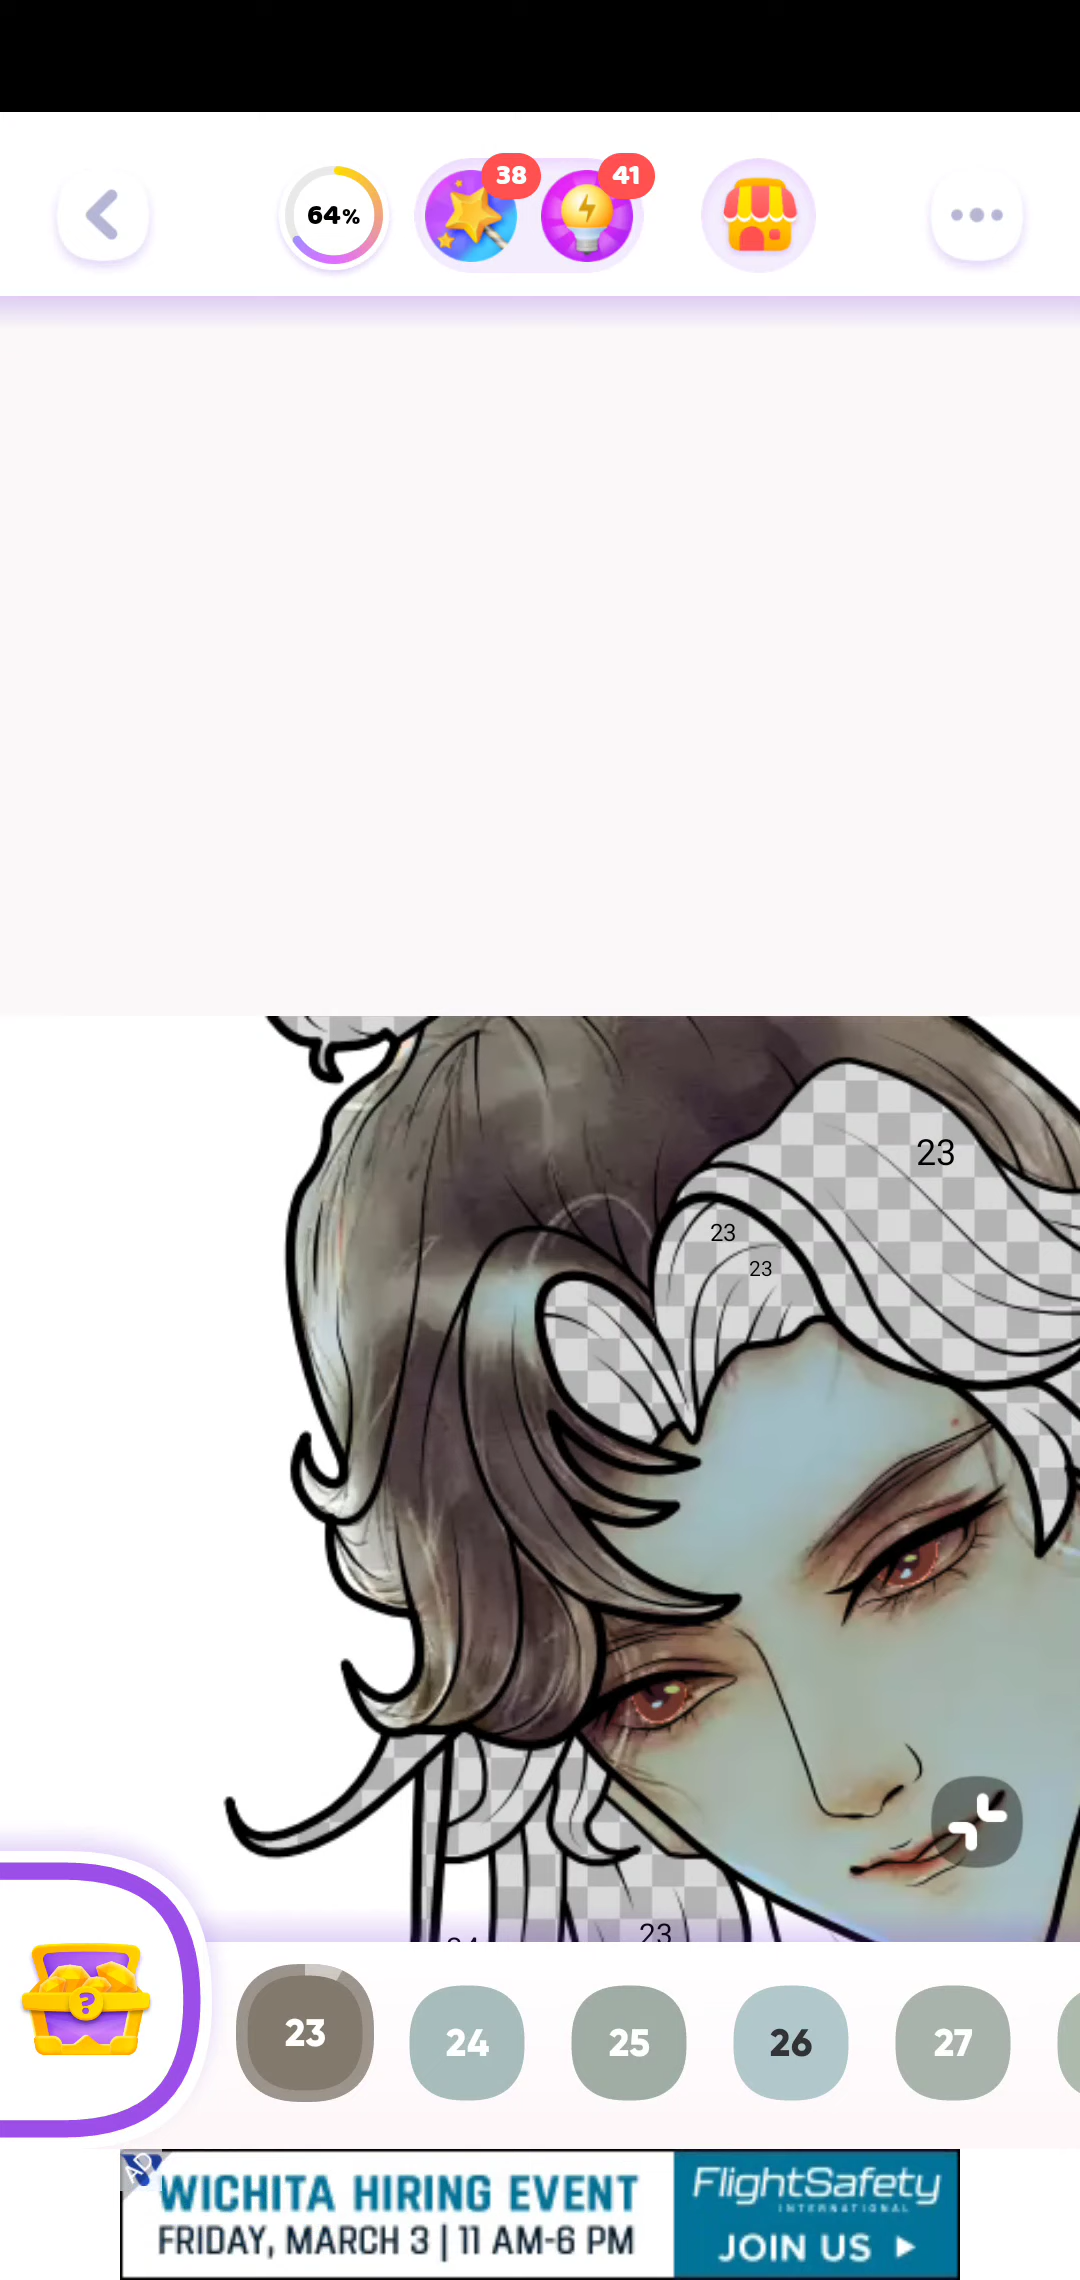 64%
38
41
23
23
23
23
23
24
25
26
27
AD
WICHITA HIRING EVENT
FRIDAY, MARCH 3 | 11 AM-6 PM
FlightSafety
INTERNATIONAL
JOIN US